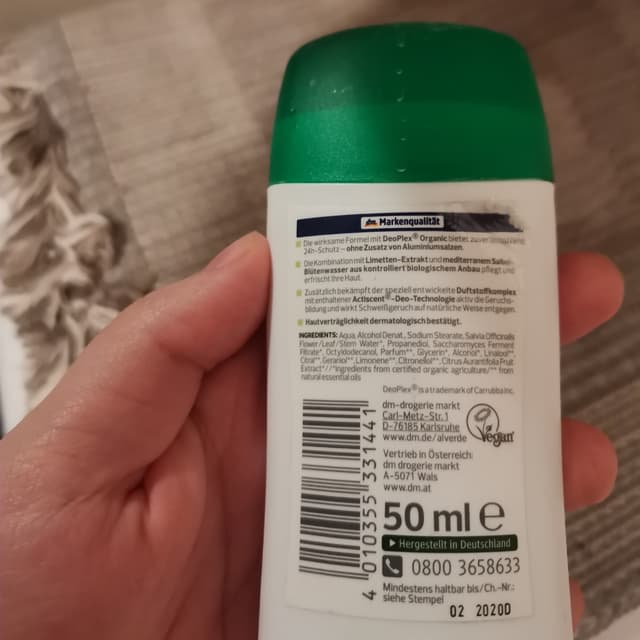 dm Markenqualität
Die wirksame Formel mit DeoPlex® Organic bietet zuverlässigen
24h-Schutz – ohne Zusatz von Aluminiumsalzen.
Die Kombination mit Limetten-Extrakt und mediterranem Salbei-
Blütenwasser aus kontrolliert biologischem Anbau pflegt und
erfrischt Ihre Haut.
Zusätzlich bekämpft der speziell entwickelte Duftstoffkomplex
mit enthaltener Actiscent®-Deo-Technologie aktiv die Geruchs-
bildung und wirkt Schweißgeruch auf natürliche Weise entgegen.
Hautverträglichkeit dermatologisch bestätigt.
INGREDIENTS: Aqua, Alcohol Denat., Sodium Stearate, Salvia Officinalis
Flower/Leaf/Stem Water*, Propanediol, Saccharomyces Ferment
Filtrate*, Octyldodecanol, Parfum**, Glycerin*, Alcohol*, Linalool**,
Citral**, Geraniol**, Limonene**, Citronellol**, Citrus Aurantifolia Fruit
Extract* /*ingredients from certified organic agriculture/** from
natural essential oils
DeoPlex® is a trademark of Carrubba Inc.
dm-drogerie markt
Carl-Metz-Str. 1
D-76185 Karlsruhe
www.dm.de/alverde
Vegan
Vertrieb in Österreich:
dm drogerie markt
A-5071 Wals
www.dm.at
4 010355 331441
50 ml e
Hergestellt in Deutschland
0800 3658633
Mindestens haltbar bis/Ch.-Nr.:
siehe Stempel
02 2020D